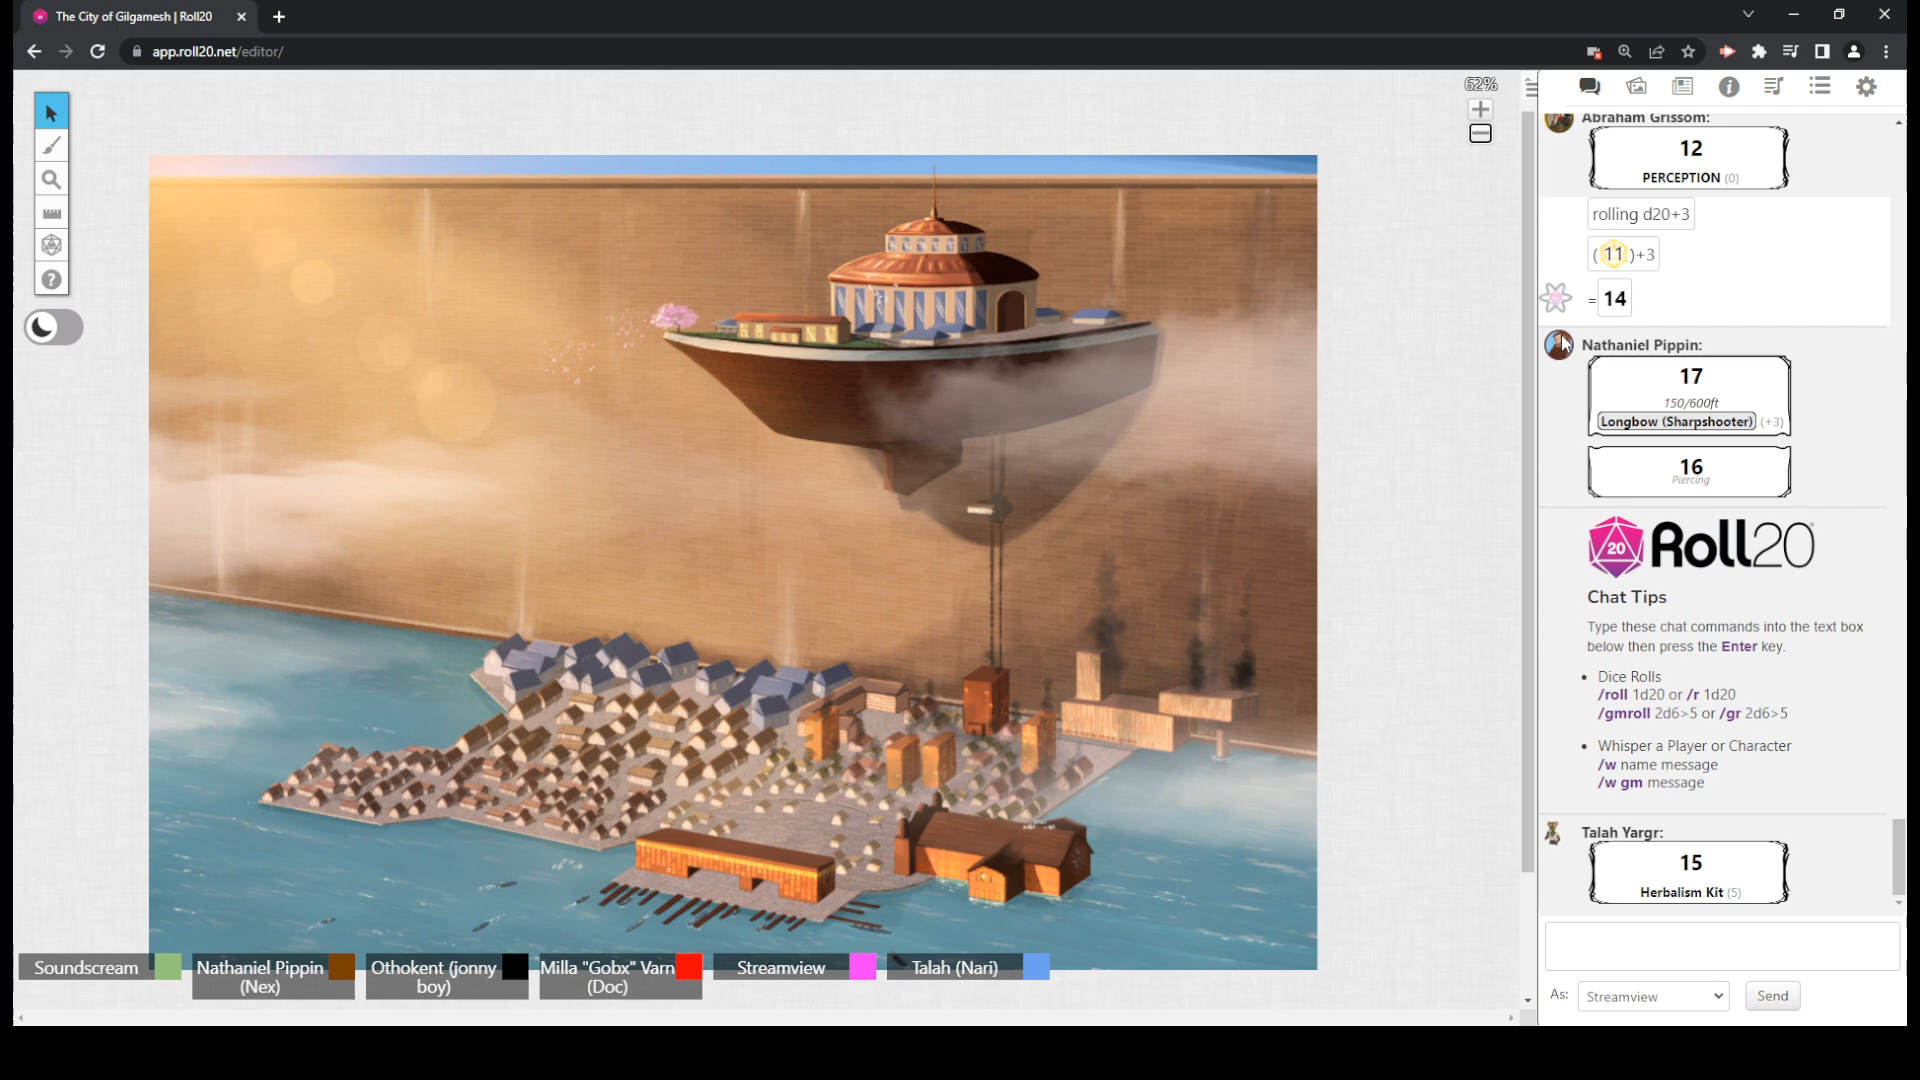 The City of Gilgamesh | Roll20
app.roll20.net/editor/
62%
Abraham Grissom:
12
PERCEPTION (0)
rolling d20+3
(11)+3
= 14
Nathaniel Pippin:
17
150/600ft
Longbow (Sharpshooter) (+3)
16
Piercing
20 Roll20
Chat Tips
Type these chat commands into the text box
below then press the Enter key.
• Dice Rolls
/roll 1d20 or /r 1d20
/gmroll 2d6>5 or /gr 2d6>5
• Whisper a Player or Character
/w name message
/w gm message
Talah Yargr:
15
Herbalism Kit (5)
As: Streamview Send
Soundscream
Nathaniel Pippin
(Nex)
Othokent (jonny
boy)
Milla "Gobx" Varn
(Doc)
Streamview
Talah (Nari)